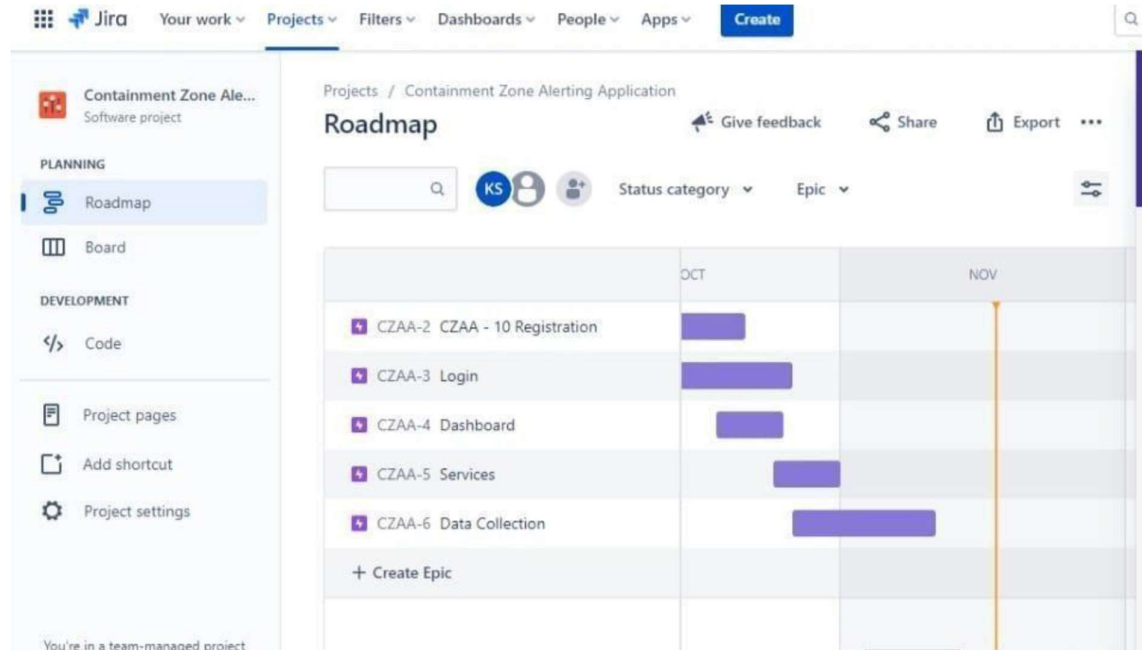 Jira Your work Projects Filters Dashboards People Apps Create
Containment Zone Ale...
Software project
PLANNING
Roadmap
Board
DEVELOPMENT
Code
Project pages
Add shortcut
Project settings
You're in a team-managed project
Projects / Containment Zone Alerting Application
Roadmap
Give feedback Share Export
KS Status category Epic
OCT NOV
CZAA-2 CZAA - 10 Registration
CZAA-3 Login
CZAA-4 Dashboard
CZAA-5 Services
CZAA-6 Data Collection
+ Create Epic